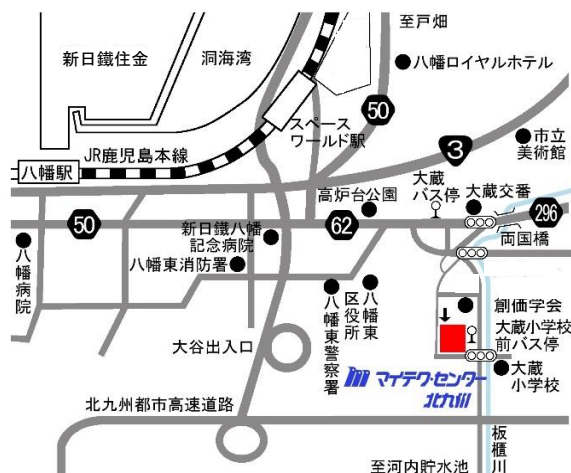 至戸畑
新日鐵住金
洞海湾
八幡ロイヤルホテル
50
スペース
ワールド駅
JR鹿児島本線
八幡駅
3
市立
美術館
大蔵
バス停
大蔵交番
高炉台公園
296
50
新日鐵八幡
記念病院
62
両国橋
八幡東消防署
八幡病院
八幡東警察署
八幡東
区役所
創価学会
大蔵小学校
前バス停
大谷出入口
マイテク・センター
北九州
大蔵
小学校
北九州都市高速道路
板櫃川
至河内貯水池